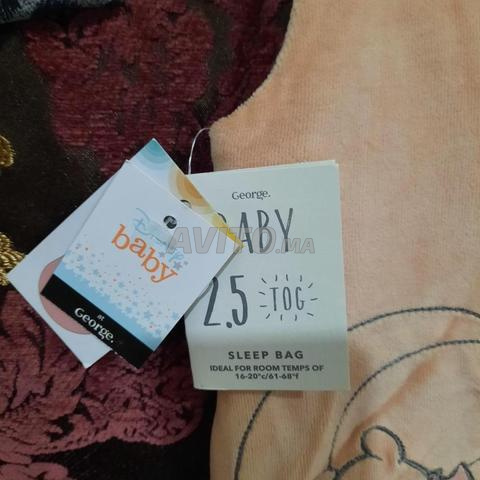 George.
BABY
2.5 TOG
SLEEP BAG
IDEAL FOR ROOM TEMPS OF
16-20°c/61-68°f
Disney
baby
at
George.
AVITO.MA